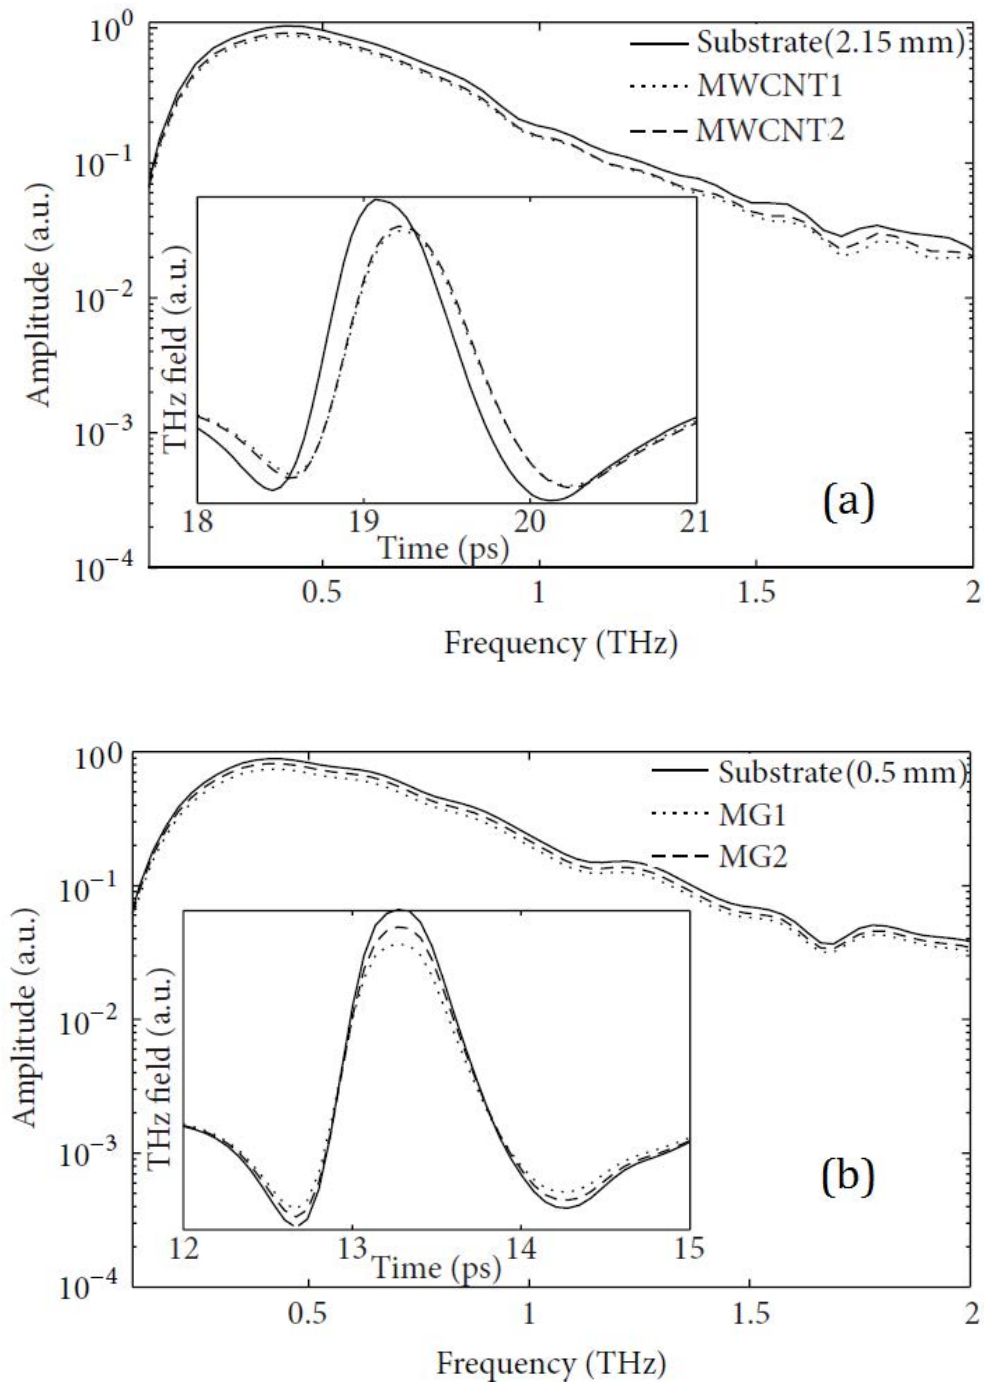 10^0
10^-1
10^-2
10^-3
10^-4
Amplitude (a.u.)
Substrate(2.15 mm)
MWCNT1
MWCNT2
THz field (a.u.)
18 19 20 21
Time (ps)
(a)
0.5 1 1.5 2
Frequency (THz)
10^0
10^-1
10^-2
10^-3
10^-4
Amplitude (a.u.)
Substrate(0.5 mm)
MG1
MG2
THz field (a.u.)
12 13 14 15
Time (ps)
(b)
0.5 1 1.5 2
Frequency (THz)